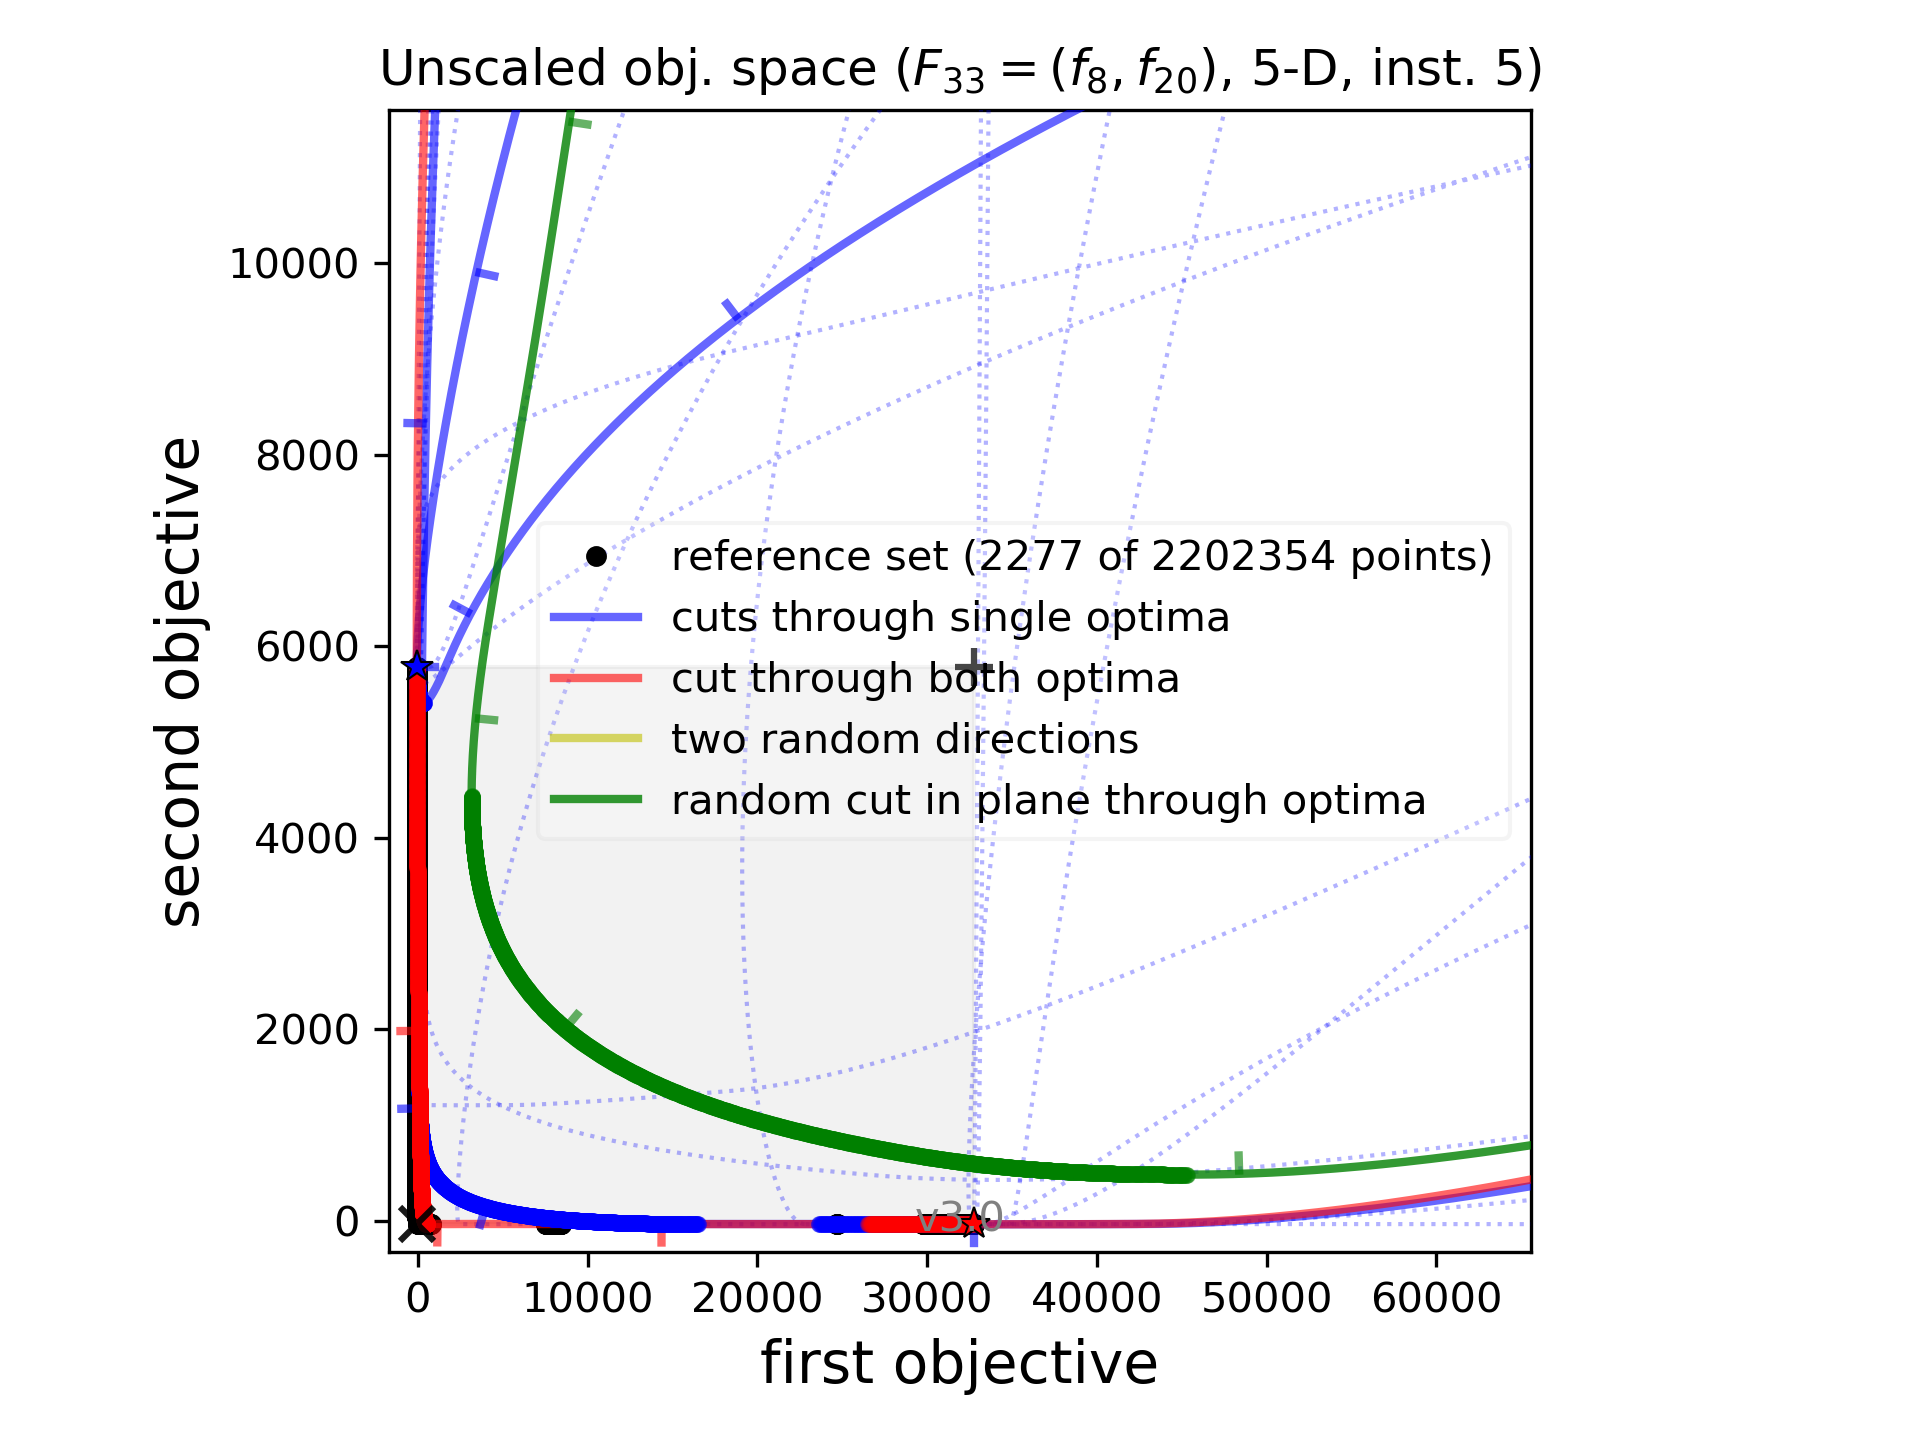 Unscaled obj. space (F33 = (f8, f20), 5-D, inst. 5)
second objective
10000
8000
6000
4000
2000
0
reference set (2277 of 2202354 points)
cuts through single optima
cut through both optima
two random directions
random cut in plane through optima
v3.0
0 10000 20000 30000 40000 50000 60000
first objective